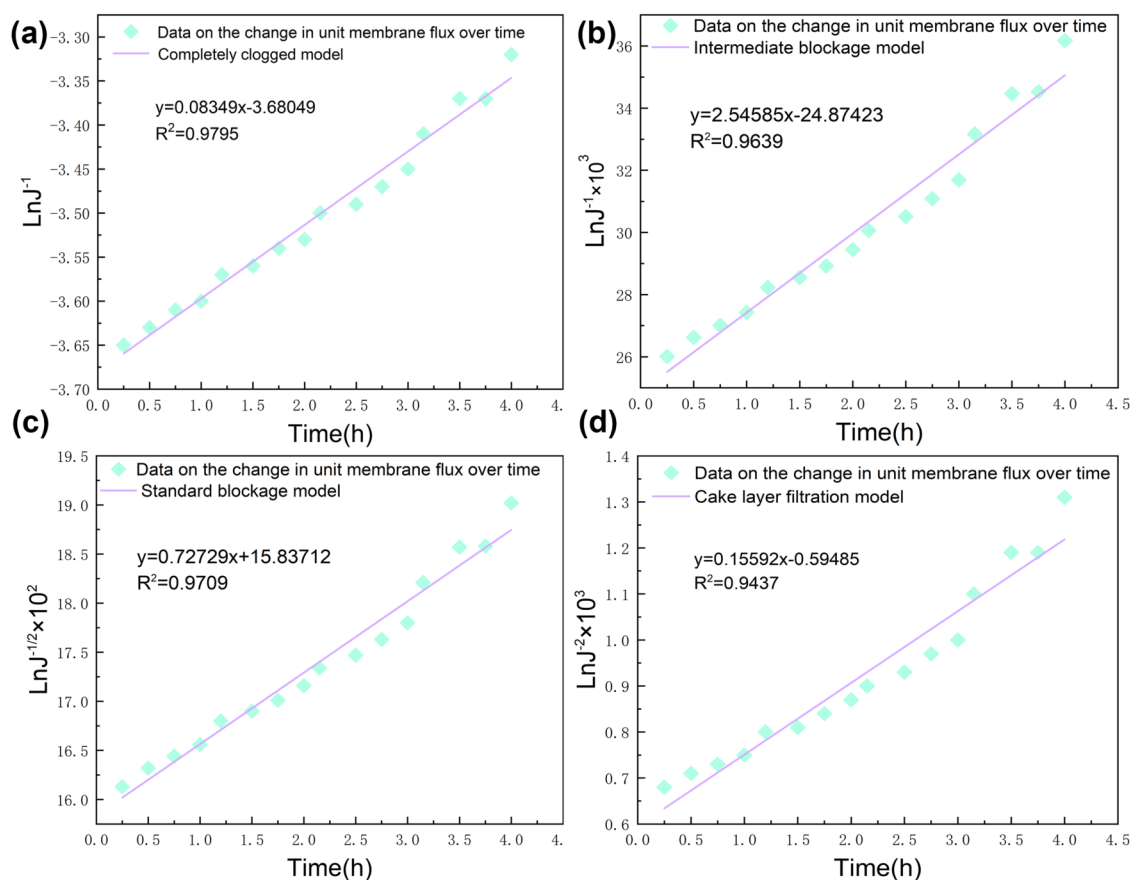 (a)
Data on the change in unit membrane flux over time
Completely clogged model
y=0.08349x-3.68049
R²=0.9795
LnJ⁻¹
-3.30
-3.35
-3.40
-3.45
-3.50
-3.55
-3.60
-3.65
-3.70
0.0 0.5 1.0 1.5 2.0 2.5 3.0 3.5 4.0 4.
Time(h)
(b)
Data on the change in unit membrane flux over time
Intermediate blockage model
y=2.54585x-24.87423
R²=0.9639
LnJ⁻¹×10³
36
34
32
30
28
26
0.0 0.5 1.0 1.5 2.0 2.5 3.0 3.5 4.0 4.5
Time(h)
(c)
Data on the change in unit membrane flux over time
Standard blockage model
y=0.72729x+15.83712
R²=0.9709
LnJ⁻¹ᐟ²×10²
19.5
19.0
18.5
18.0
17.5
17.0
16.5
16.0
0.0 0.5 1.0 1.5 2.0 2.5 3.0 3.5 4.0 4.5
Time(h)
(d)
Data on the change in unit membrane flux over time
Cake layer filtration model
y=0.15592x-0.59485
R²=0.9437
LnJ⁻²×10³
1.4
1.3
1.2
1.1
1.0
0.9
0.8
0.7
0.6
0.0 0.5 1.0 1.5 2.0 2.5 3.0 3.5 4.0 4.5
Time(h)